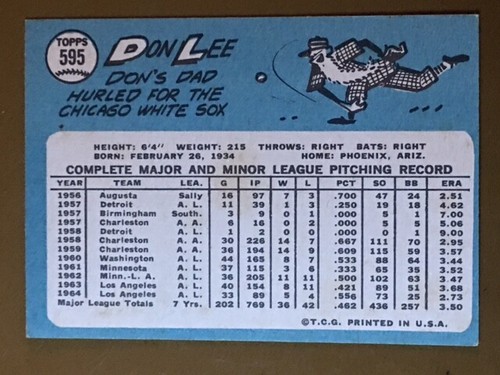 TOPPS
595
DON LEE
DON'S DAD
HURLED FOR THE
CHICAGO WHITE SOX
HEIGHT: 6'4" WEIGHT: 215 THROWS: RIGHT BATS: RIGHT
BORN: FEBRUARY 26, 1934 HOME: PHOENIX, ARIZ.
COMPLETE MAJOR AND MINOR LEAGUE PITCHING RECORD
YEAR TEAM LEA. G IP W L PCT SO BB ERA
1956 Augusta Sally 16 97 7 3 .700 47 24 2.51
1957 Detroit A. L. 11 39 1 3 .250 19 18 4.62
1957 Birmingham South. 3 9 0 1 .000 5 1 7.00
1957 Charleston A. A. 6 16 0 2 .000 5 5
1958 Detroit A. L. 1 2 0 0 .000 0 1 9.00
1958 Charleston A. A. 30 226 14 7 .667 111 70 2.95
1959 Charleston A. A. 36 194 14 9 .609 115 59 3.57
1960 Washington A. L. 44 165 8 7 .533 88 64 3.44
1961 Minnesota A. L. 37 115 3 6 .333 65 35 3.52
1962 Minn.-L. A. A. L. 36 205 11 11 .500 102 63 3.47
1963 Los Angeles A. L. 40 154 8 11 .421 89 51 3.68
1964 Los Angeles A. L. 33 89 5 4 .556 73 25 2.73
Major League Totals 7 Yrs. 202 769 36 42 .462 436 257 3.50
©T.C.G. PRINTED IN U.S.A.